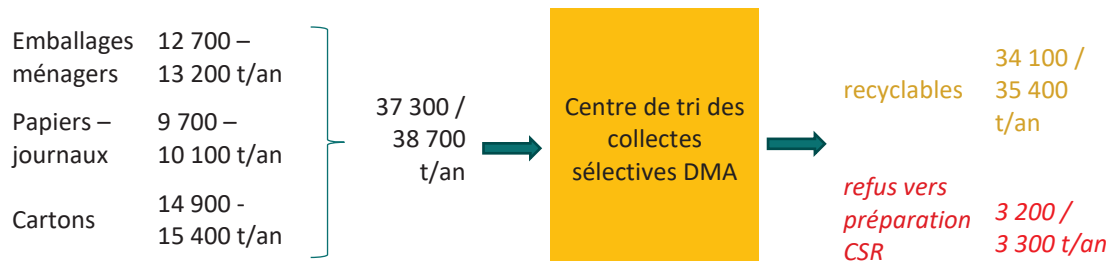 Emballages
ménagers
12 700 –
13 200 t/an
Papiers –
journaux
9 700 –
10 100 t/an
Cartons
14 900 -
15 400 t/an
37 300 /
38 700
t/an
Centre de tri des
collectes
sélectives DMA
recyclables
34 100 /
35 400
t/an
refus vers
préparation
CSR
3 200 /
3 300 t/an